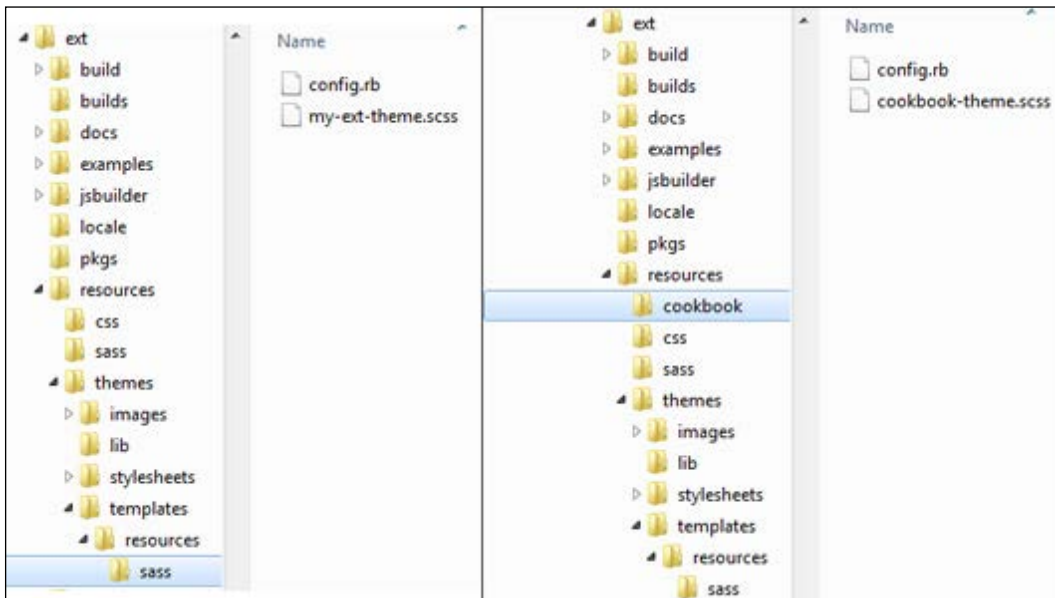 ext
build
builds
docs
examples
jsbuilder
locale
pkgs
resources
css
sass
themes
images
lib
stylesheets
templates
resources
sass
Name
config.rb
my-ext-theme.scss
ext
build
builds
docs
examples
jsbuilder
locale
pkgs
resources
cookbook
css
sass
themes
images
lib
stylesheets
templates
resources
sass
Name
config.rb
cookbook-theme.scss